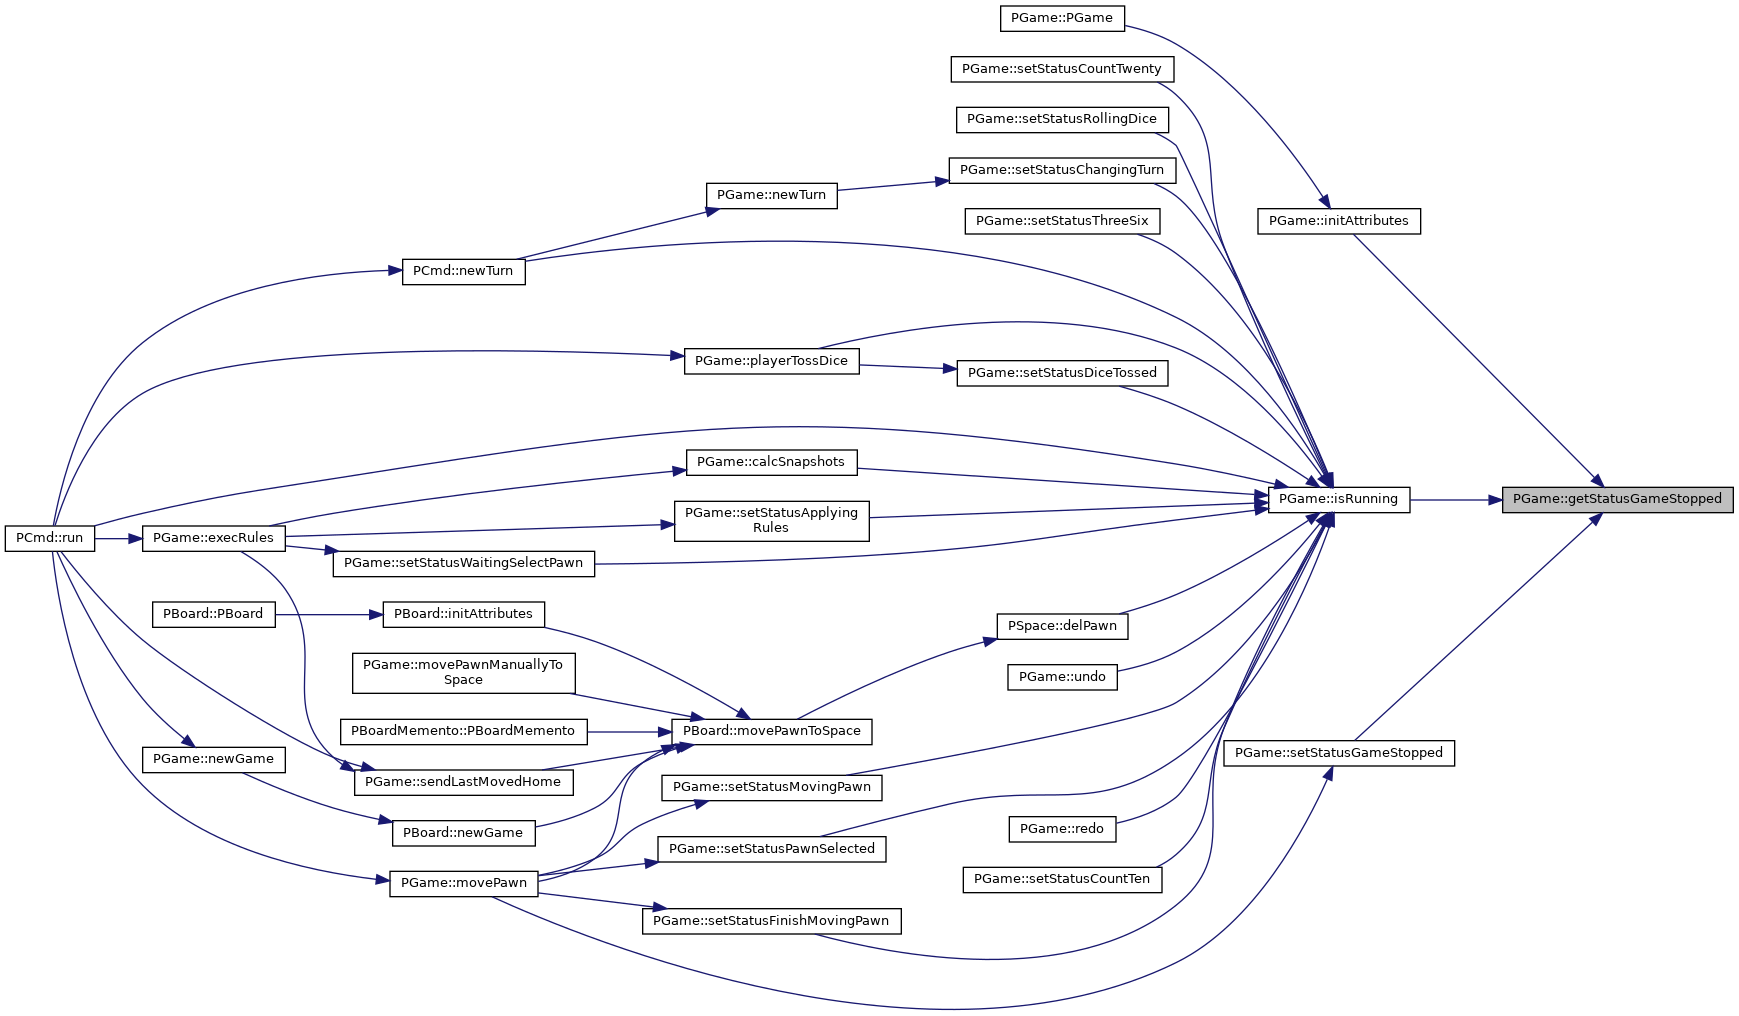 PGame::PGame
PGame::setStatusCountTwenty
PGame::setStatusRollingDice
PGame::setStatusChangingTurn
PGame::newTurn
PGame::setStatusThreeSix
PGame::initAttributes
PCmd::newTurn
PGame::playerTossDice
PGame::setStatusDiceTossed
PGame::calcSnapshots
PGame::isRunning
PGame::getStatusGameStopped
PGame::setStatusApplying
Rules
PCmd::run
PGame::execRules
PGame::setStatusWaitingSelectPawn
PBoard::PBoard
PBoard::initAttributes
PSpace::delPawn
PGame::movePawnManuallyTo
Space
PGame::undo
PBoardMemento::PBoardMemento
PBoard::movePawnToSpace
PGame::setStatusGameStopped
PGame::newGame
PGame::sendLastMovedHome
PGame::setStatusMovingPawn
PBoard::newGame
PGame::redo
PGame::setStatusPawnSelected
PGame::movePawn
PGame::setStatusCountTen
PGame::setStatusFinishMovingPawn